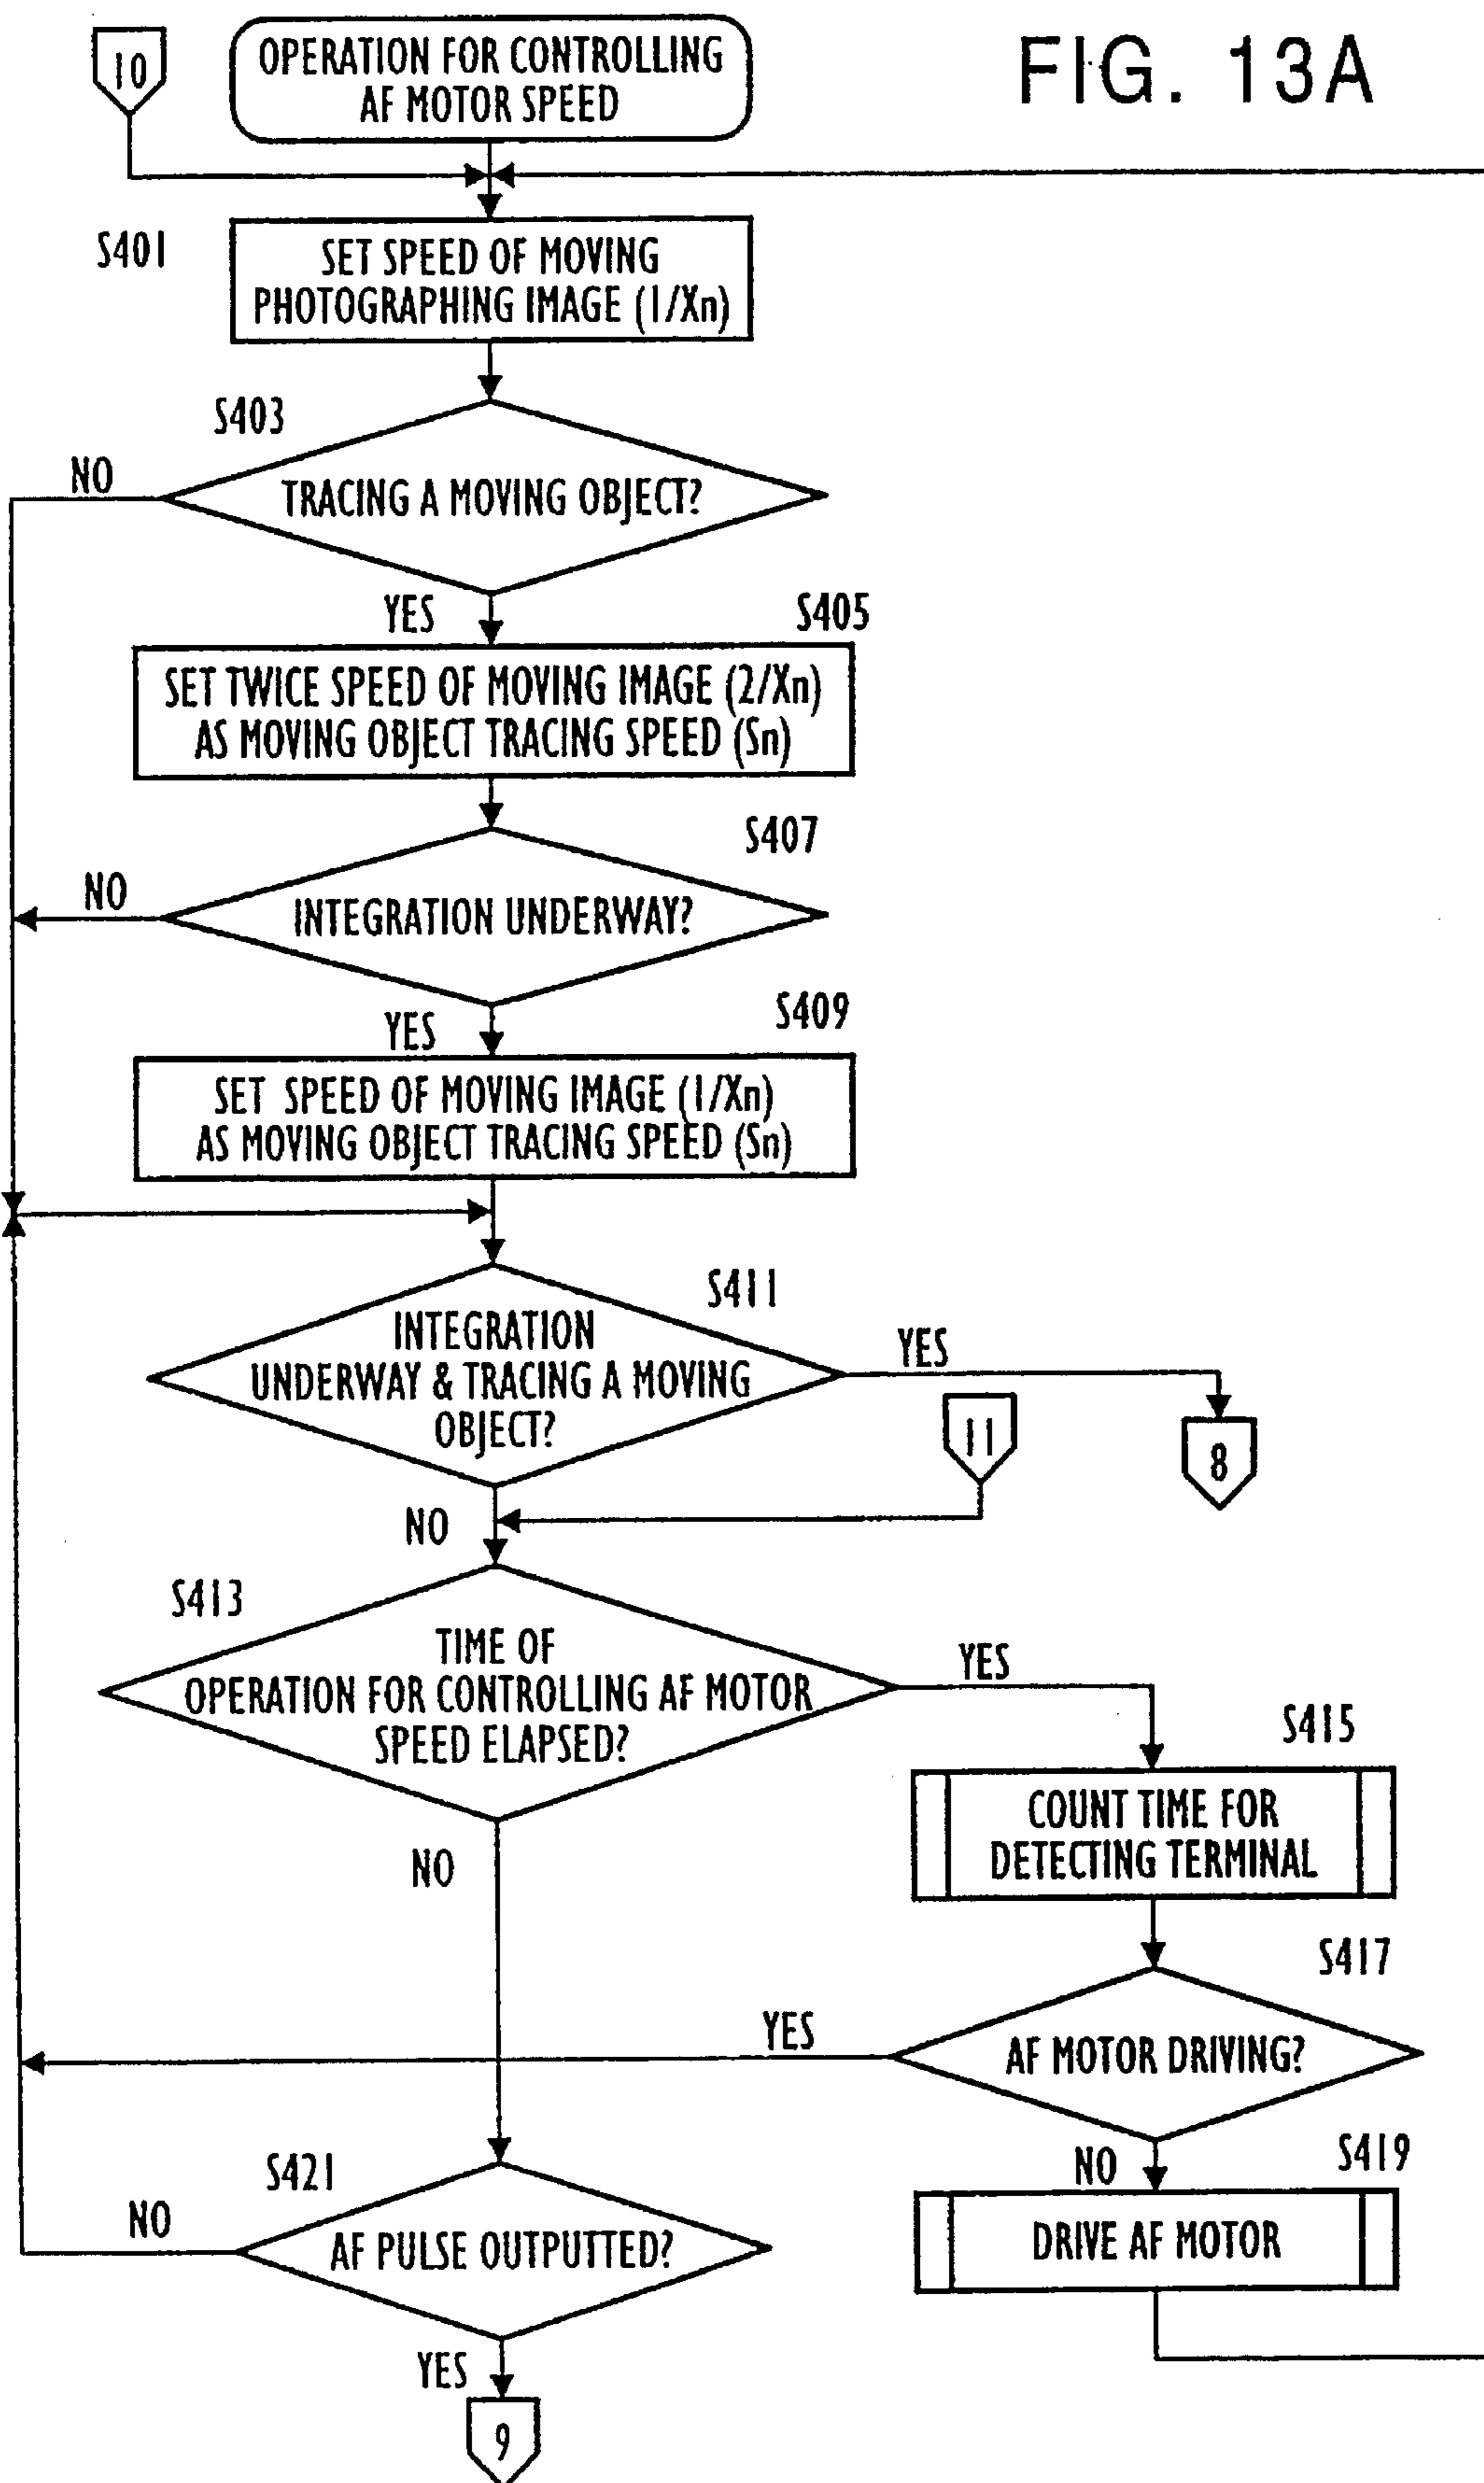 FIG. 13A
10
OPERATION FOR CONTROLLING
AF MOTOR SPEED
S401
SET SPEED OF MOVING
PHOTOGRAPHING IMAGE (1/Xn)
S403
NO
TRACING A MOVING OBJECT?
YES
S405
SET TWICE SPEED OF MOVING IMAGE (2/Xn)
AS MOVING OBJECT TRACING SPEED (Sn)
S407
NO
INTEGRATION UNDERWAY?
YES
S409
SET SPEED OF MOVING IMAGE (1/Xn)
AS MOVING OBJECT TRACING SPEED (Sn)
S411
INTEGRATION
UNDERWAY & TRACING A MOVING
OBJECT?
YES
11
8
NO
S413
TIME OF
OPERATION FOR CONTROLLING AF MOTOR
SPEED ELAPSED?
YES
S415
COUNT TIME FOR
DETECTING TERMINAL
NO
S417
YES
AF MOTOR DRIVING?
NO
S419
DRIVE AF MOTOR
S421
NO
AF PULSE OUTPUTTED?
YES
9